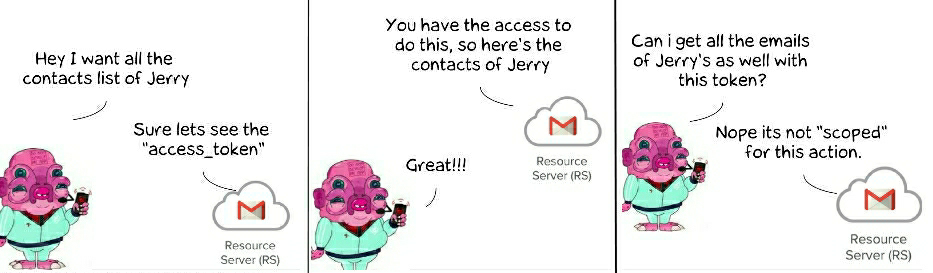 Hey I want all the
contacts list of Jerry
Sure lets see the
"access_token"
Resource
Server (RS)
You have the access to
do this, so here's the
contacts of Jerry
Great!!!
Resource
Server (RS)
Can i get all the emails
of Jerry's as well with
this token?
Nope its not "scoped"
for this action.
Resource
Server (RS)